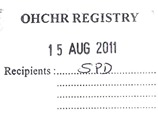 OHCHR REGISTRY
15 AUG 2011
Recipients : SPD